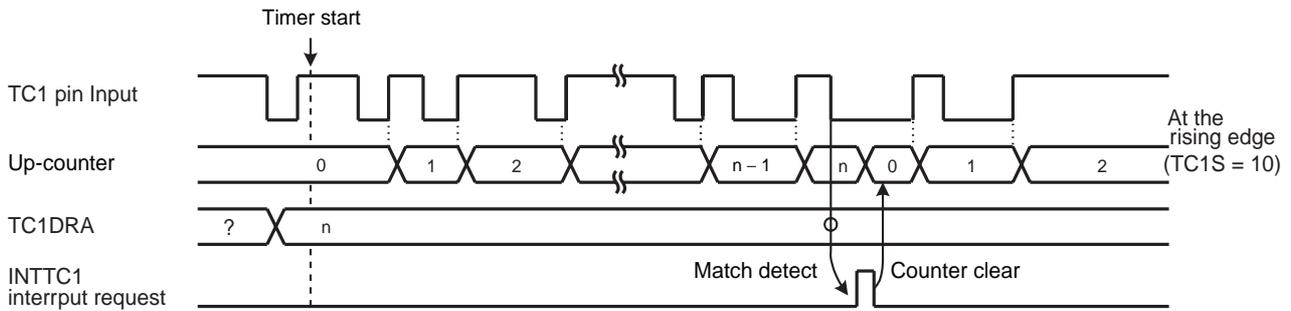 Timer start
TC1 pin Input
At the
rising edge
(TC1S = 10)
Up-counter
0 1 2 n – 1 n 0 1 2
TC1DRA
? n
Match detect Counter clear
INTTC1
interrput request